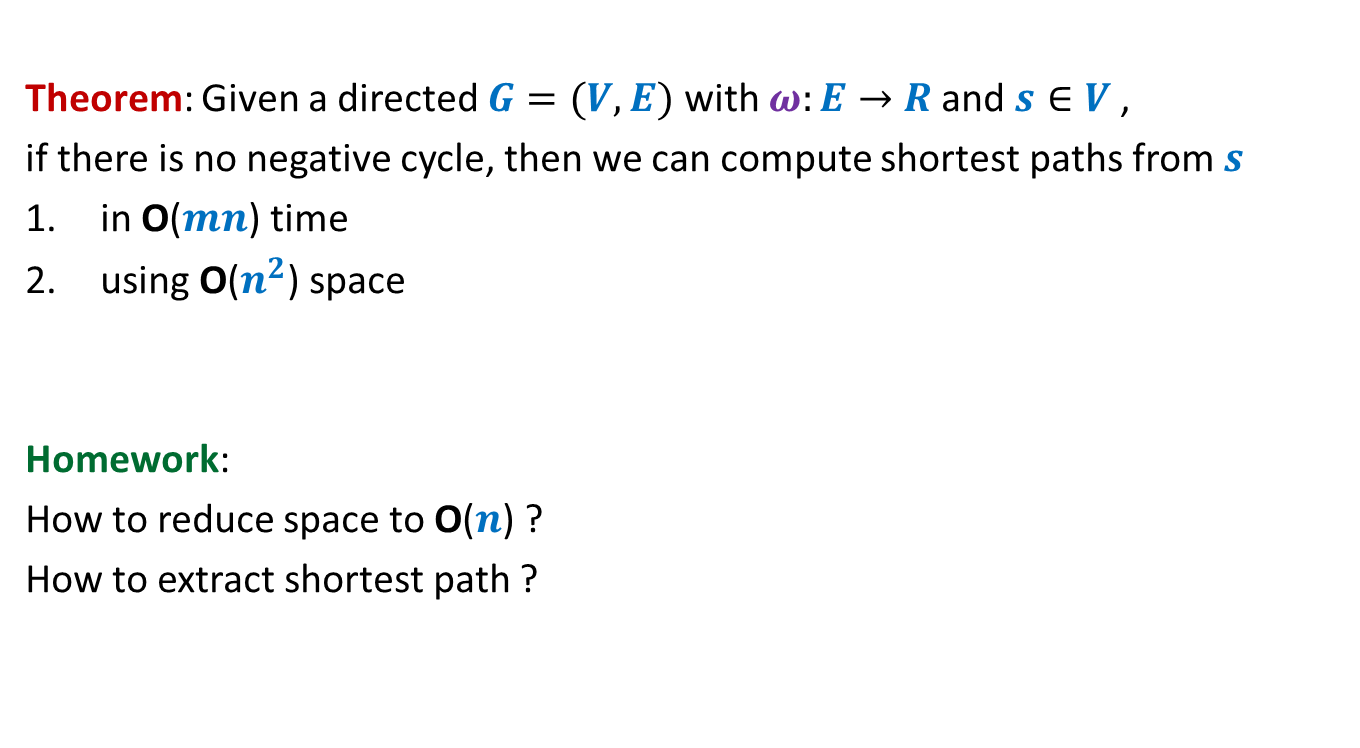 Theorem: Given a directed G = (V, E) with ω: E → R and s ∈ V ,
if there is no negative cycle, then we can compute shortest paths from s
1. in O(mn) time
2. using O(n²) space
Homework:
How to reduce space to O(n) ?
How to extract shortest path ?